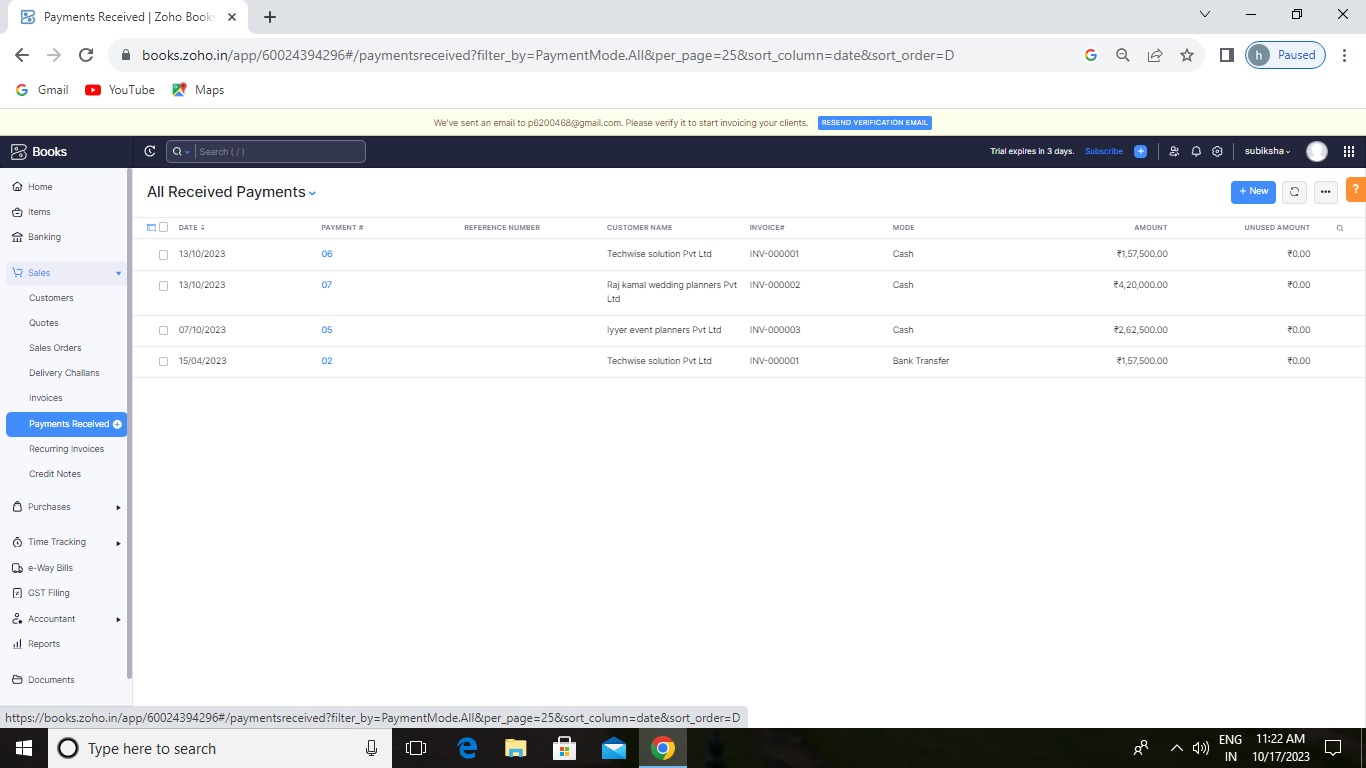 Payments Received | Zoho Book
books.zoho.in/app/60024394296#/paymentsreceived?filter_by=PaymentMode.All&per_page=25&sort_column=date&sort_order=D
h Paused
Gmail YouTube Maps
We've sent an email to p6200468@gmail.com. Please verify it to start invoicing your clients. RESEND VERIFICATION EMAIL
Books
Search ( / )
Trial expires in 3 days. Subscribe
subiksha
Home
Items
Banking
Sales
Customers
Quotes
Sales Orders
Delivery Challans
Invoices
Payments Received
Recurring Invoices
Credit Notes
Purchases
Time Tracking
e-Way Bills
GST Filing
Accountant
Reports
Documents
All Received Payments
+ New
?
DATE PAYMENT # REFERENCE NUMBER CUSTOMER NAME INVOICE# MODE AMOUNT UNUSED AMOUNT
13/10/2023 06 Techwise solution Pvt Ltd INV-000001 Cash ₹1,57,500.00 ₹0.00
13/10/2023 07 Raj kamal wedding planners Pvt INV-000002 Cash ₹4,20,000.00 ₹0.00
Ltd
07/10/2023 05 Iyyer event planners Pvt Ltd INV-000003 Cash ₹2,62,500.00 ₹0.00
15/04/2023 02 Techwise solution Pvt Ltd INV-000001 Bank Transfer ₹1,57,500.00 ₹0.00
https://books.zoho.in/app/60024394296#/paymentsreceived?filter_by=PaymentMode.All&per_page=25&sort_column=date&sort_order=D
Type here to search
ENG
IN
11:22 AM
10/17/2023